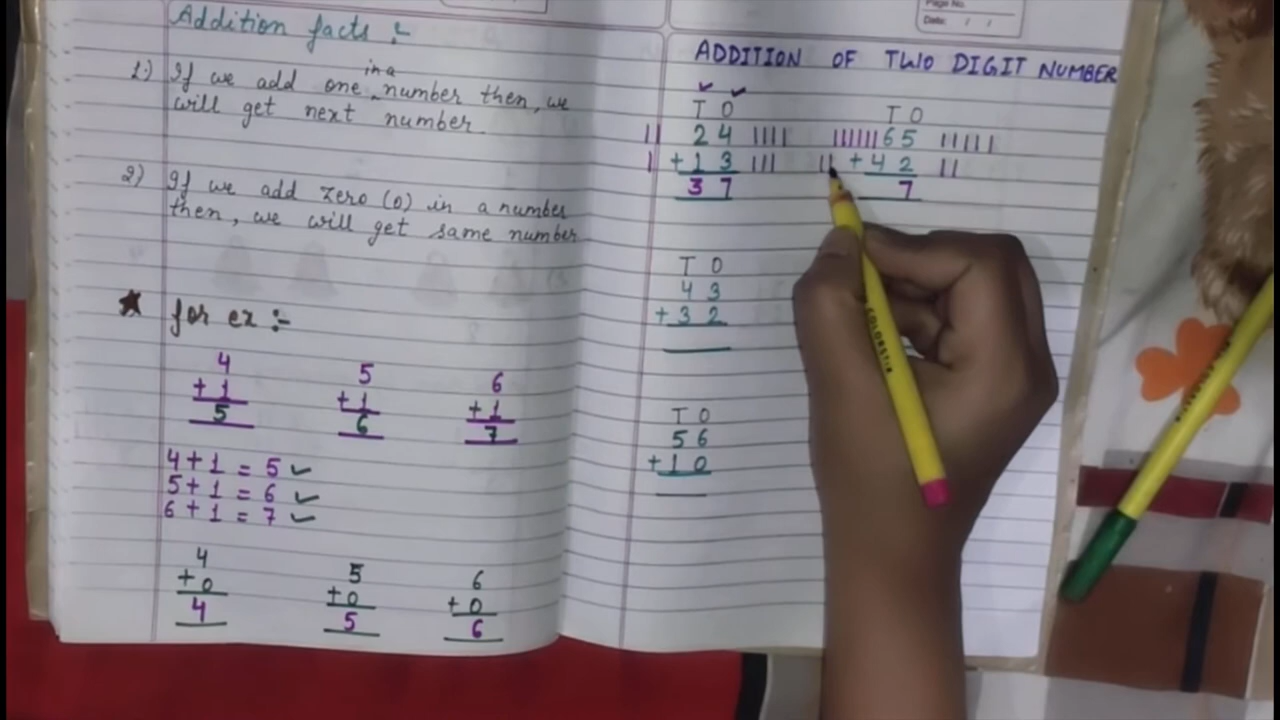 Addition facts :-
1) If we add one in a number then, we
will get next number.
2) If we add zero (0) in a number
then, we will get same number
★ for ex :-
4
+ 1
5
5
+ 1
6
6
+ 1
7
4 + 1 = 5 ✓
5 + 1 = 6 ✓
6 + 1 = 7 ✓
4
+ 0
4
5
+ 0
5
6
+ 0
6
Page No.
Date: / /
ADDITION OF TWO DIGIT NUMBER
✓ ✓
T O
|| 24 ||||
| + 13 |||
37
T O
|||||| 65 |||||
+ 42 ||
7
T O
43
+ 32
T O
56
+ 10